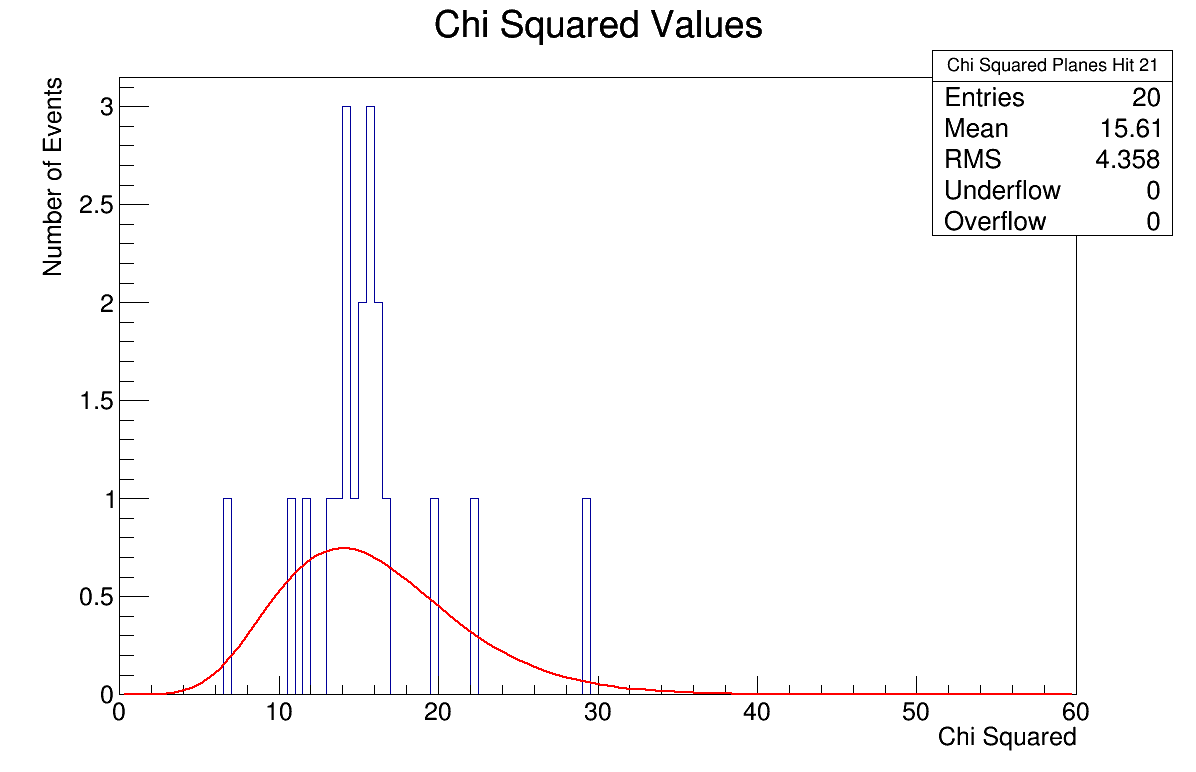 Chi Squared Values
Chi Squared Planes Hit 21
Entries 20
Mean 15.61
RMS 4.358
Underflow 0
Overflow 0
Number of Events
3
2.5
2
1.5
1
0.5
0
0 10 20 30 40 50 60
Chi Squared